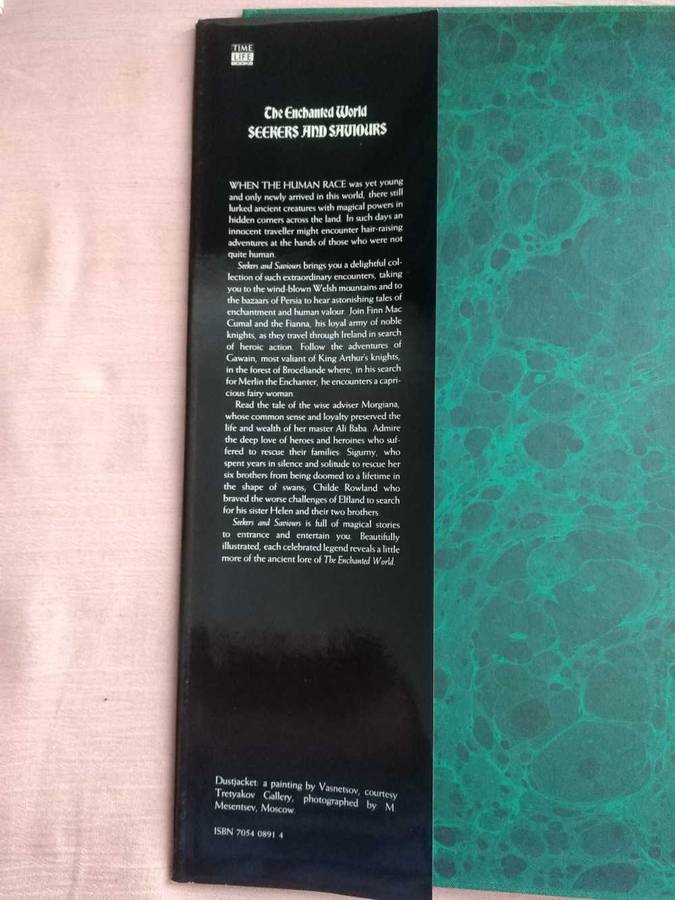 TIME
LIFE
The Enchanted World
SEEKERS AND SAVIOURS
WHEN THE HUMAN RACE was yet young
and only newly arrived in this world, there still
lurked ancient creatures with magical powers in
hidden corners across the land. In such days an
innocent traveller might encounter hair-raising
adventures at the hands of those who were not
quite human.
Seekers and Saviours brings you a delightful col-
lection of such extraordinary encounters, taking
you to the wind-blown Welsh mountains and to
the bazaars of Persia to hear astonishing tales of
enchantment and human valour. Join Finn Mac
Cumal and the Fianna, his loyal army of noble
knights, as they travel through Ireland in search
of heroic action. Follow the adventures of
Gawain, most valiant of King Arthur's knights,
in the forest of Brocéliande where, in his search
for Merlin the Enchanter, he encounters a capri-
cious fairy woman.
Read the tale of the wise adviser Morgiana,
whose common sense and loyalty preserved the
life and wealth of her master Ali Baba. Admire
the deep love of heroes and heroines who suf-
fered to rescue their families: Sigurny, who
spent years in silence and solitude to rescue her
six brothers from being doomed to a lifetime in
the shape of swans; Childe Rowland who
braved the worse challenges of Elfland to search
for his sister Helen and their two brothers.
Seekers and Saviours is full of magical stories
to entrance and entertain you. Beautifully
illustrated, each celebrated legend reveals a little
more of the ancient lore of The Enchanted World.
Dustjacket: a painting by Vasnetsov, courtesy
Tretyakov Gallery, photographed by M.
Mesentsev, Moscow.
ISBN 7054 0891 4